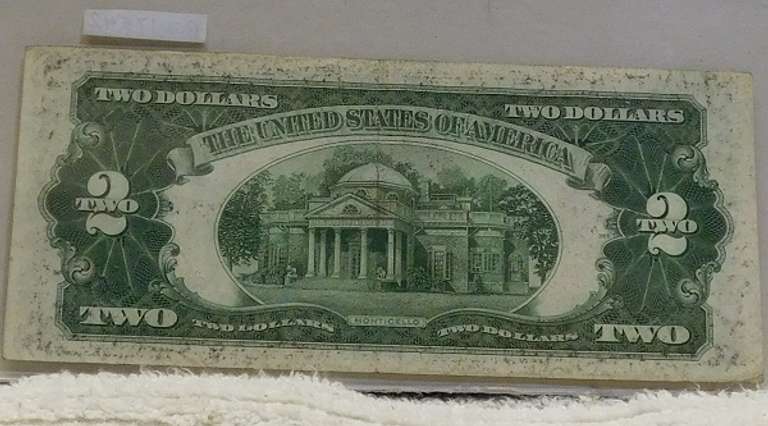 TWO DOLLARS
TWO DOLLARS
THE UNITED STATES OF AMERICA
2
TWO
2
TWO
MONTICELLO
TWO
TWO DOLLARS
TWO DOLLARS
TWO